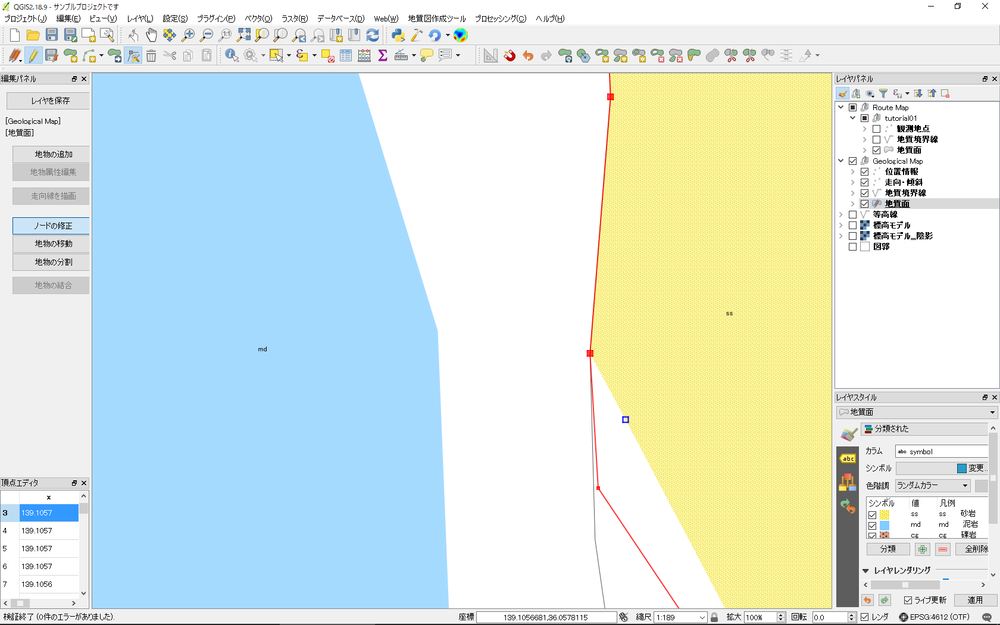 QGIS2.18.9 - サンプルプロジェクトです
プロジェクト(J) 編集(E) ビュー(V) レイヤ(L) 設定(S) プラグイン(P) ベクタ(O) ラスタ(R) データベース(D) Web(W) 地質図作成ツール プロセッシング(C) ヘルプ(H)
編集パネル
レイヤを保存
[Geological Map]
[地質面]
地物の追加
地物属性編集
走向線を描画
ノードの修正
地物の移動
地物の分割
地物の結合
頂点エディタ
x
3 139.1057
4 139.1057
5 139.1057
6 139.1057
7 139.1056
md
ss
レイヤパネル
Route Map
tutorial01
観測地点
地質境界線
地質面
Geological Map
位置情報
走向・傾斜
地質境界線
地質面
等高線
標高モデル
標高モデル_陰影
図郭
レイヤスタイル
地質面
分類された
abc
カラム abc symbol
シンボル 変更..
色階調 ランダムカラー
シンボル 値 凡例
ss ss 砂岩
md md 泥岩
cg cg 礫岩
分類 全削除
レイヤレンダリング
ライブ更新 適用
検証終了 (0件のエラーがありました).
座標 139.1056681,36.0578115 縮尺 1:189 拡大 100% 回転 0.0 レンダ EPSG:4612 (OTF)